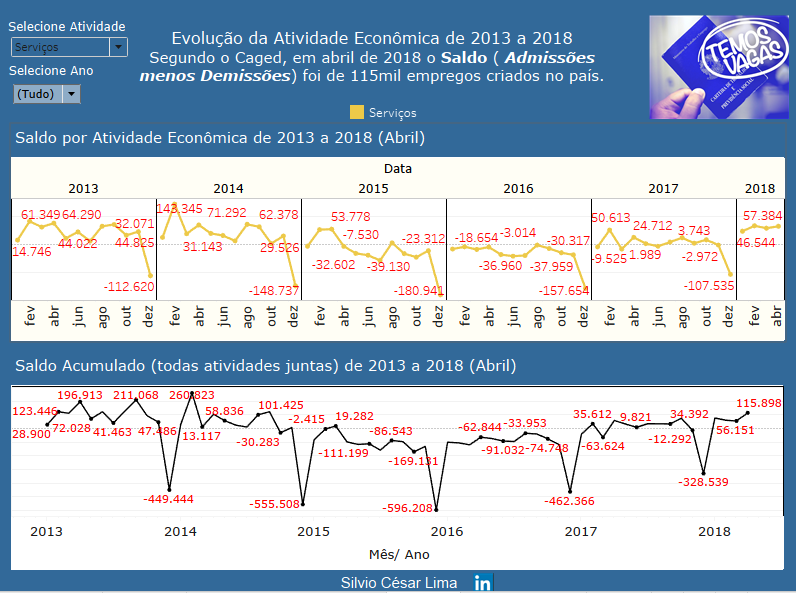 Selecione Atividade
Serviços
Selecione Ano
(Tudo)
Evolução da Atividade Econômica de 2013 a 2018
Segundo o Caged, em abril de 2018 o Saldo ( Admissões
menos Demissões) foi de 115mil empregos criados no país.
TEMOS
VAGAS
Serviços
Saldo por Atividade Econômica de 2013 a 2018 (Abril)
Data
2013 2014 2015 2016 2017 2018
61.349 64.290 32.071 143.345 71.292 62.378 53.778 -7.530 -23.312 -18.654 -3.014 -30.317 50.613 24.712 3.743 57.384
14.746 44.022 44.825 31.143 29.526 -32.602 -39.130 -36.960 -37.959 -9.525 1.989 -2.972 46.544
-112.620 -148.737 -180.941 -157.654 -107.535
fev abr jun ago out dez fev abr jun ago out dez fev abr jun ago out dez fev abr jun ago out dez fev abr jun ago out dez fev abr
Saldo Acumulado (todas atividades juntas) de 2013 a 2018 (Abril)
196.913 211.068 260.823 101.425 115.898
123.446 58.836 -2.415 19.282 35.612 9.821 34.392
28.900 72.028 41.463 47.486 13.117 -30.283 -86.543 -62.844 -33.953 -12.292 56.151
-111.199 -169.131 -91.032 -74.748 -63.624
-449.444 -555.508 -596.208 -462.366 -328.539
2013 2014 2015 2016 2017 2018
Mês/ Ano
Silvio César Lima in